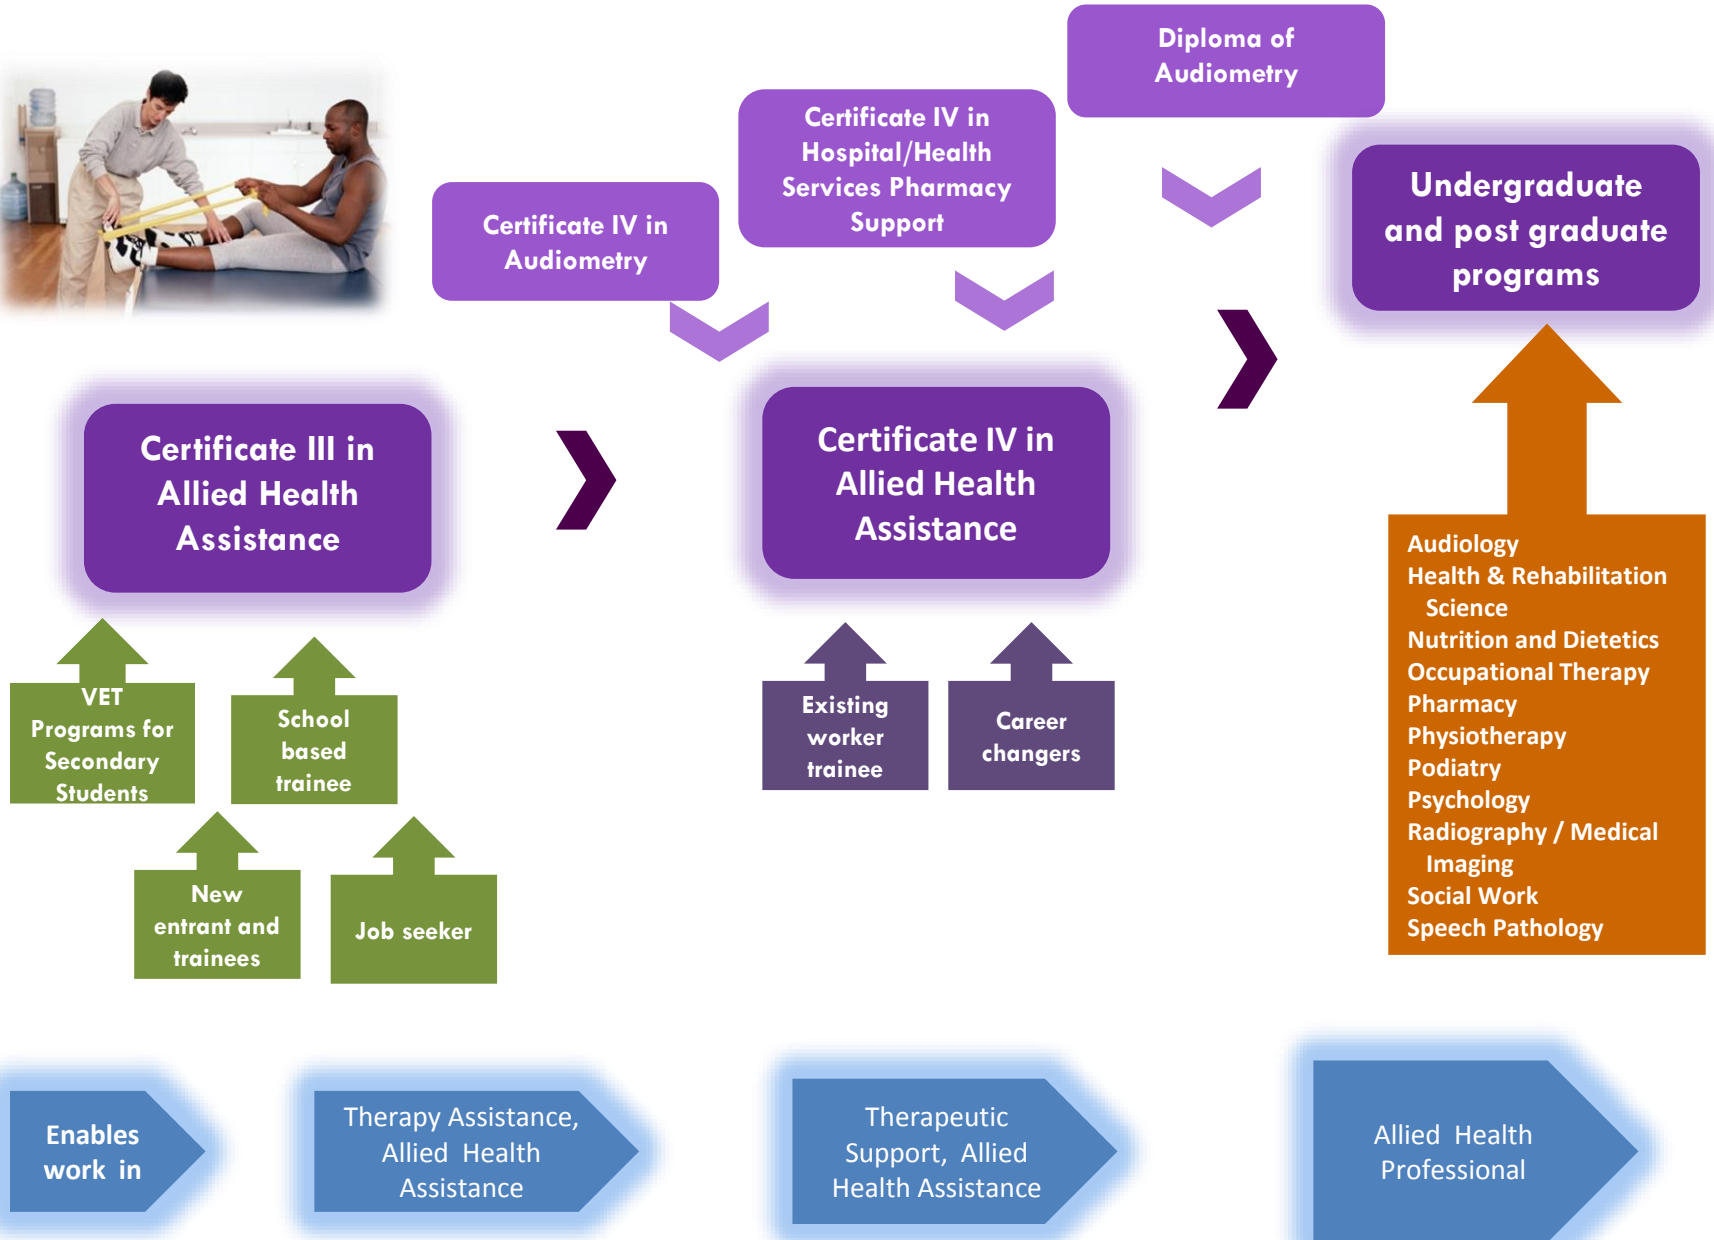 Diploma of
Audiometry
Certificate IV in
Hospital/Health
Services Pharmacy
Support
Certificate IV in
Audiometry
Undergraduate
and post graduate
programs
Certificate III in
Allied Health
Assistance
Certificate IV in
Allied Health
Assistance
VET
Programs for
Secondary
Students
School
based
trainee
New
entrant and
trainees
Job seeker
Existing
worker
trainee
Career
changers
Audiology
Health & Rehabilitation
Science
Nutrition and Dietetics
Occupational Therapy
Pharmacy
Physiotherapy
Podiatry
Psychology
Radiography / Medical
Imaging
Social Work
Speech Pathology
Enables
work in
Therapy Assistance,
Allied Health
Assistance
Therapeutic
Support, Allied
Health Assistance
Allied Health
Professional